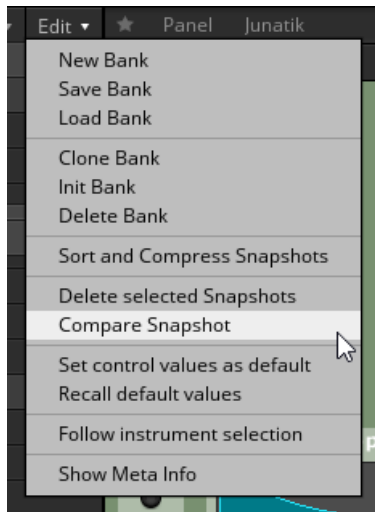 Edit Panel Junatik
New Bank
Save Bank
Load Bank
Clone Bank
Init Bank
Delete Bank
Sort and Compress Snapshots
Delete selected Snapshots
Compare Snapshot
Set control values as default
Recall default values
Follow instrument selection
Show Meta Info